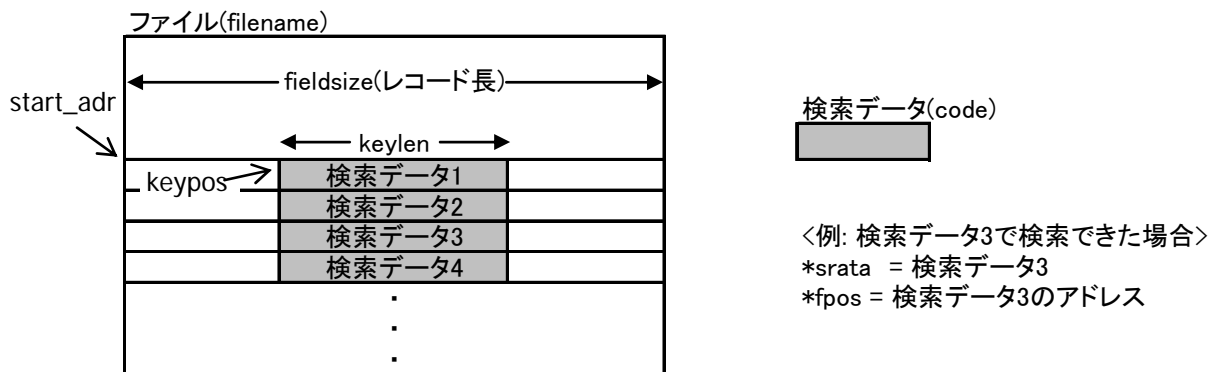 ファイル(filename)
fieldsize(レコード長)
start_adr
keylen
keypos
検索データ1
検索データ2
検索データ3
検索データ4
・
・
・
検索データ(code)
<例: 検索データ3で検索できた場合>
*srata = 検索データ3
*fpos = 検索データ3のアドレス